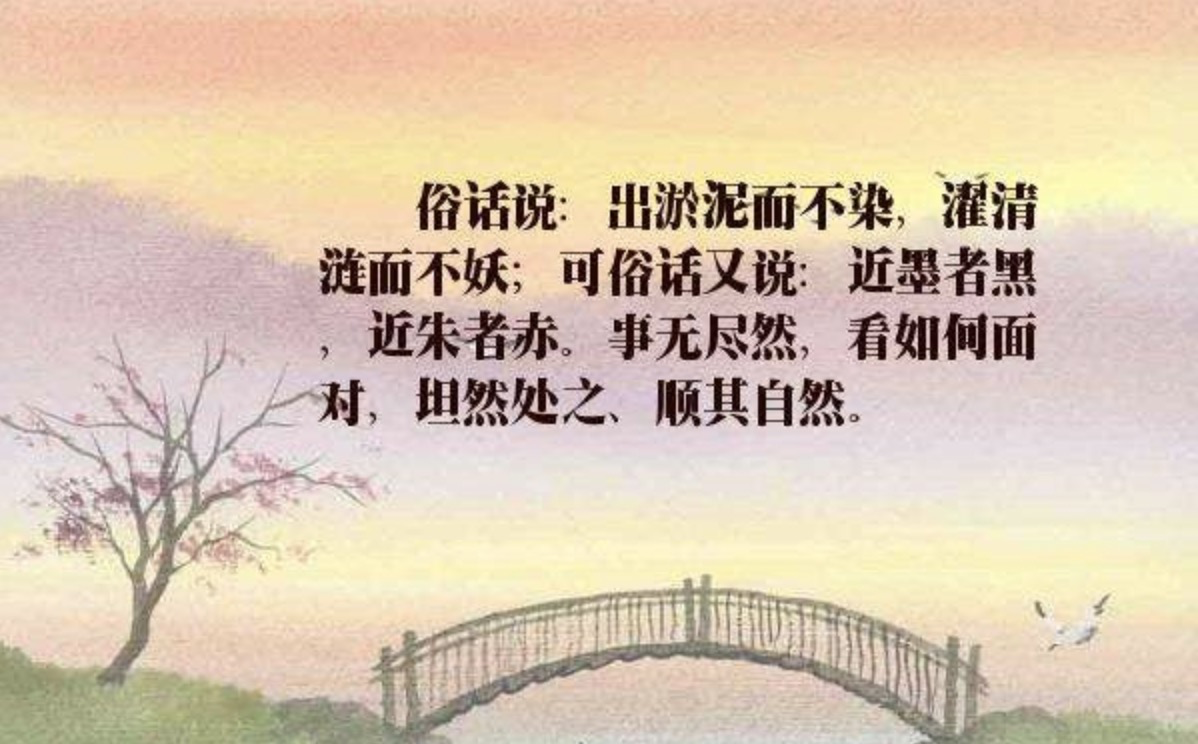 俗话说：出淤泥而不染，濯清
涟而不妖；可俗话又说：近墨者黑
，近朱者赤。事无尽然，看如何面
对，坦然处之、顺其自然。